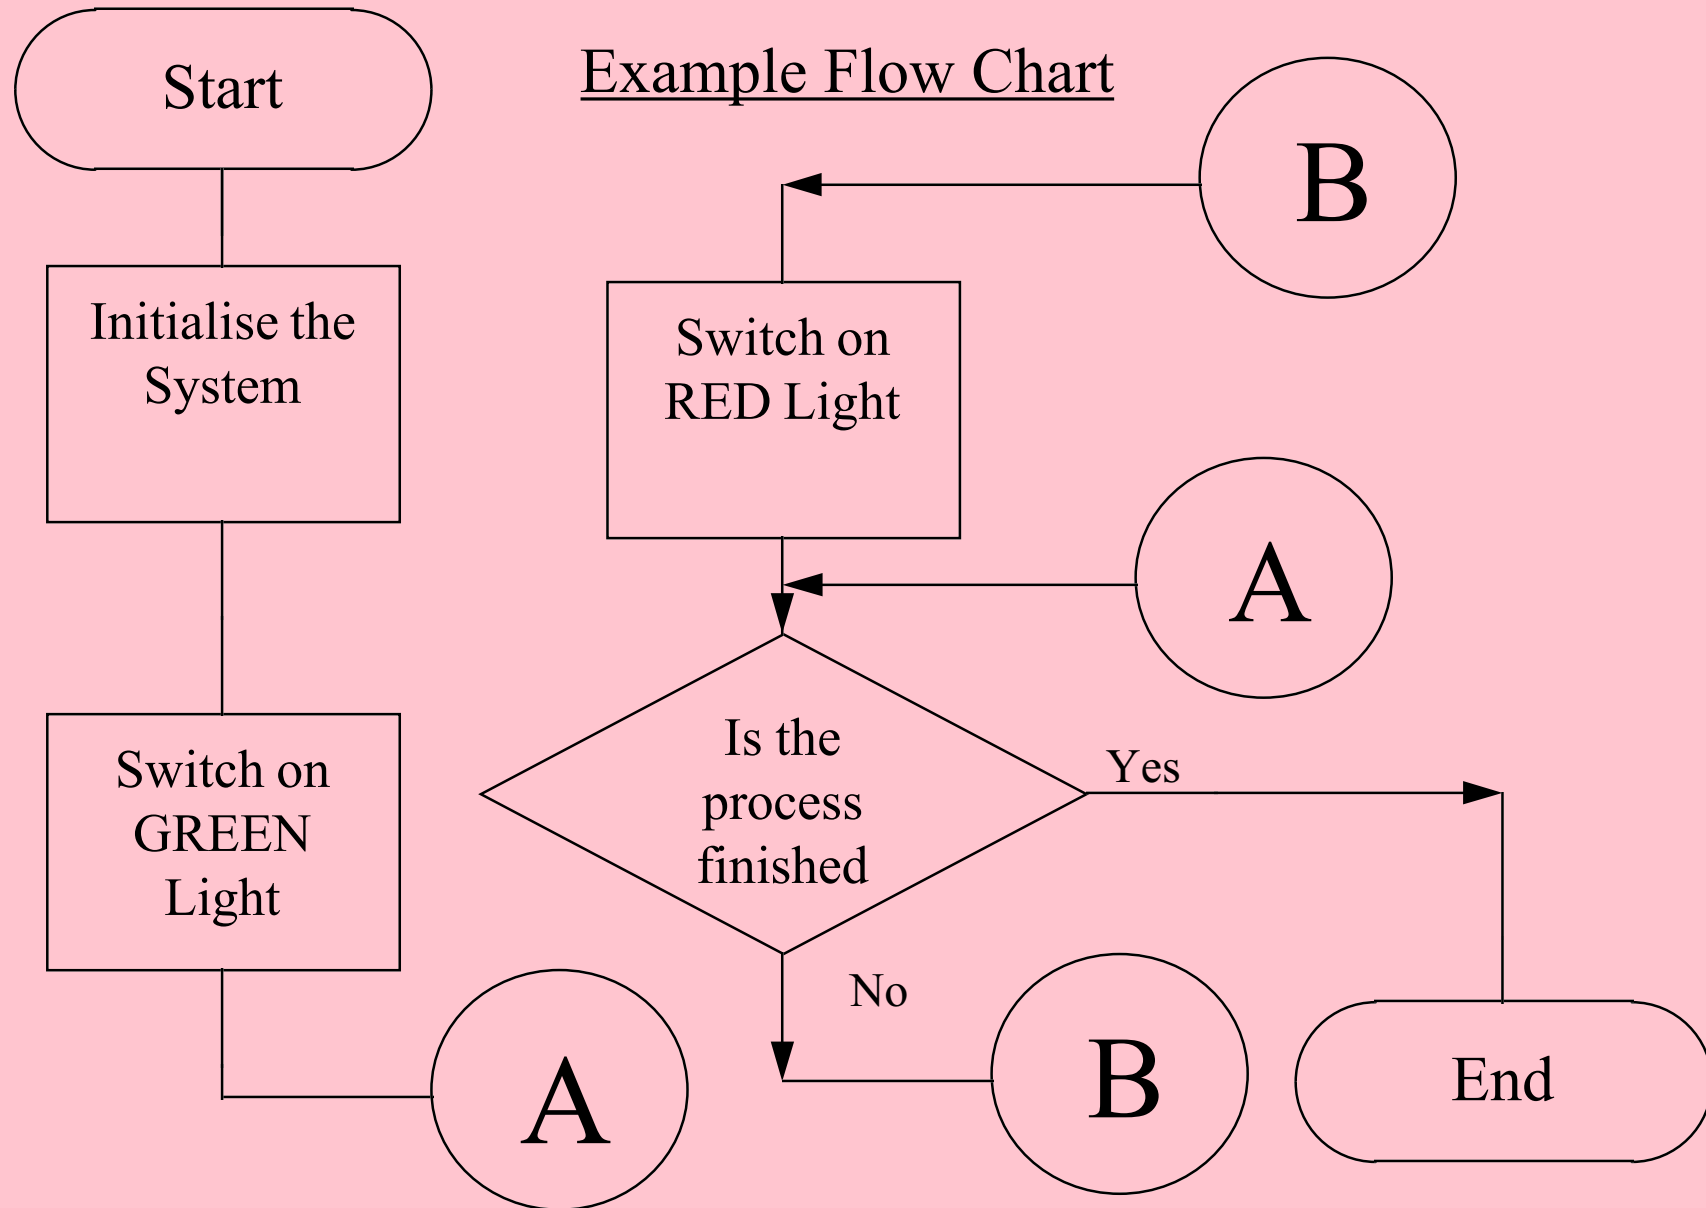 Example Flow Chart
Start
Initialise the
System
Switch on
GREEN
Light
A
B
Switch on
RED Light
A
Is the
process
finished
Yes
No
B
End